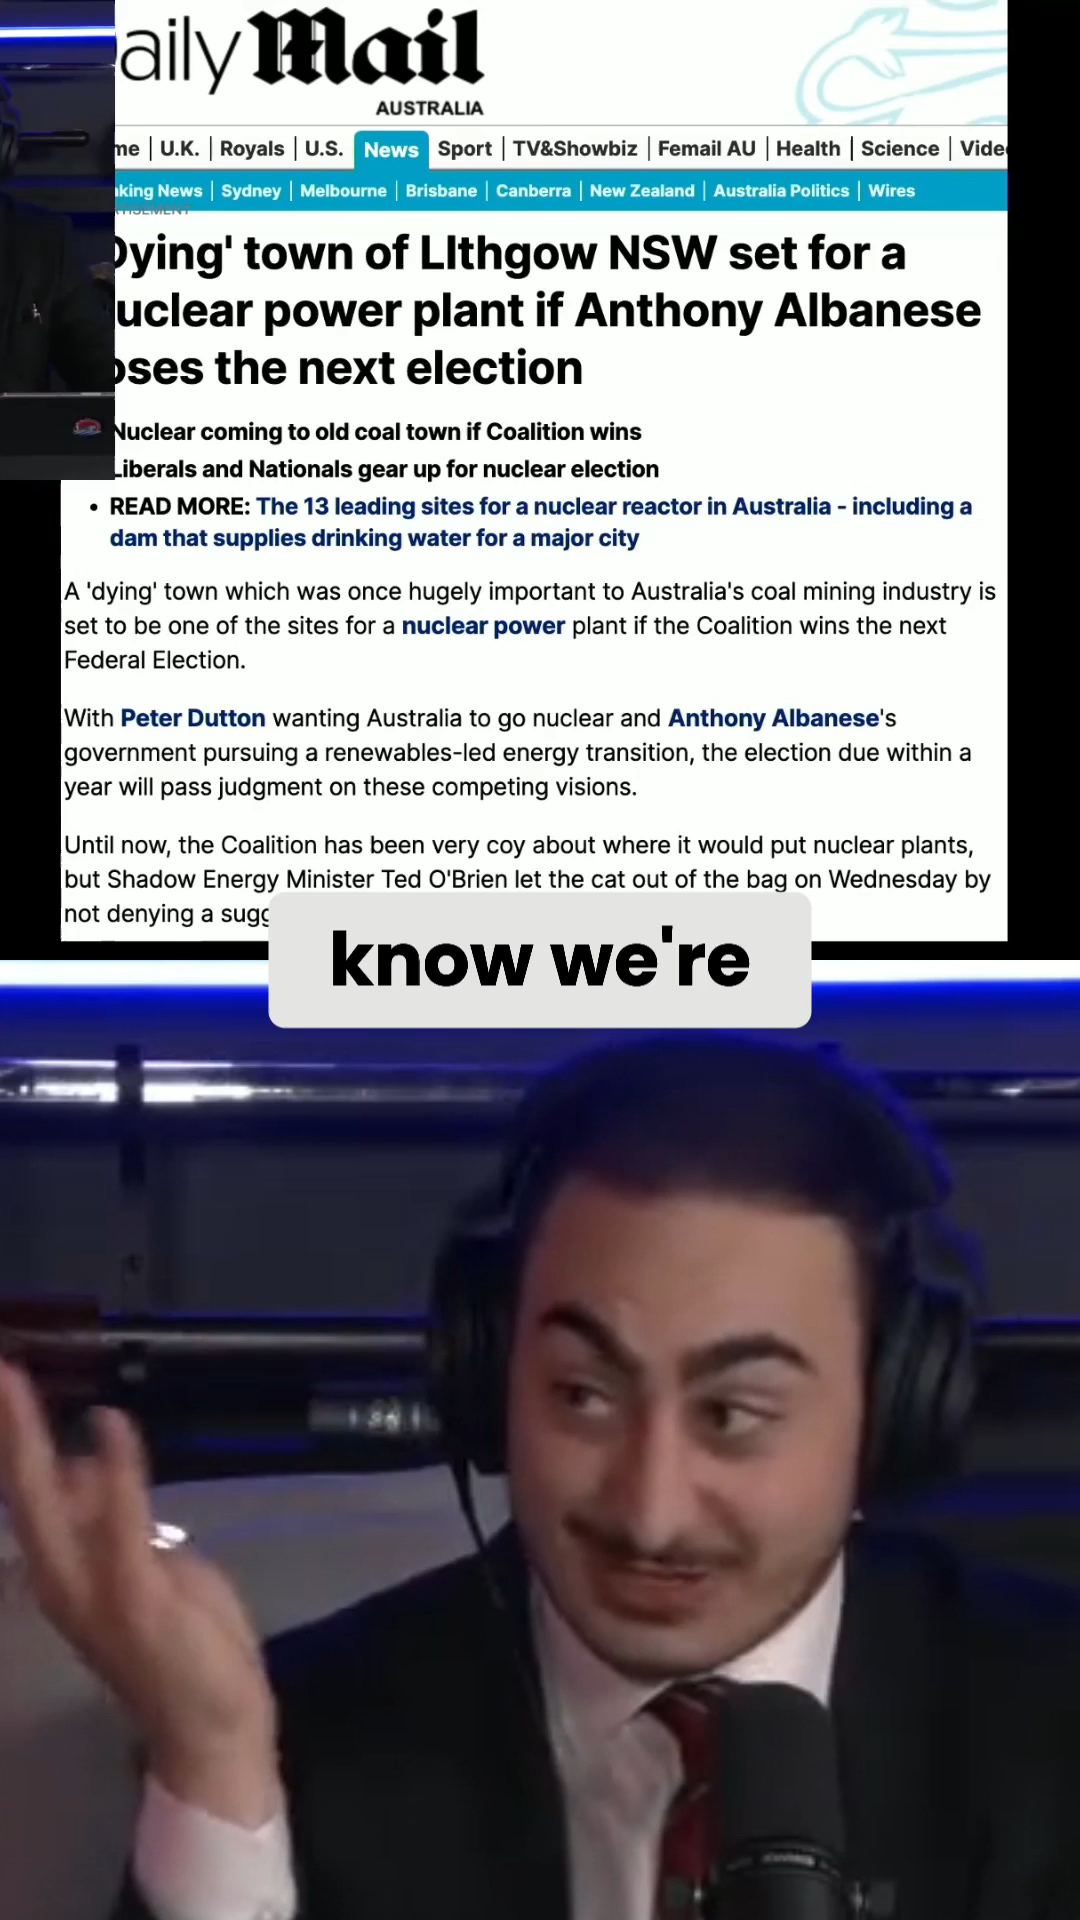 aily Mail
AUSTRALIA
me | U.K. | Royals | U.S. News Sport | TV&Showbiz | Femail AU | Health | Science | Vide
aking News | Sydney | Melbourne | Brisbane | Canberra | New Zealand | Australia Politics | Wires
RTISEMENT
Dying' town of LIthgow NSW set for a
uclear power plant if Anthony Albanese
oses the next election
Nuclear coming to old coal town if Coalition wins
Liberals and Nationals gear up for nuclear election
• READ MORE: The 13 leading sites for a nuclear reactor in Australia - including a
dam that supplies drinking water for a major city
A 'dying' town which was once hugely important to Australia's coal mining industry is
set to be one of the sites for a nuclear power plant if the Coalition wins the next
Federal Election.
With Peter Dutton wanting Australia to go nuclear and Anthony Albanese's
government pursuing a renewables-led energy transition, the election due within a
year will pass judgment on these competing visions.
Until now, the Coalition has been very coy about where it would put nuclear plants,
but Shadow Energy Minister Ted O'Brien let the cat out of the bag on Wednesday by
not denying a sugg
know we're